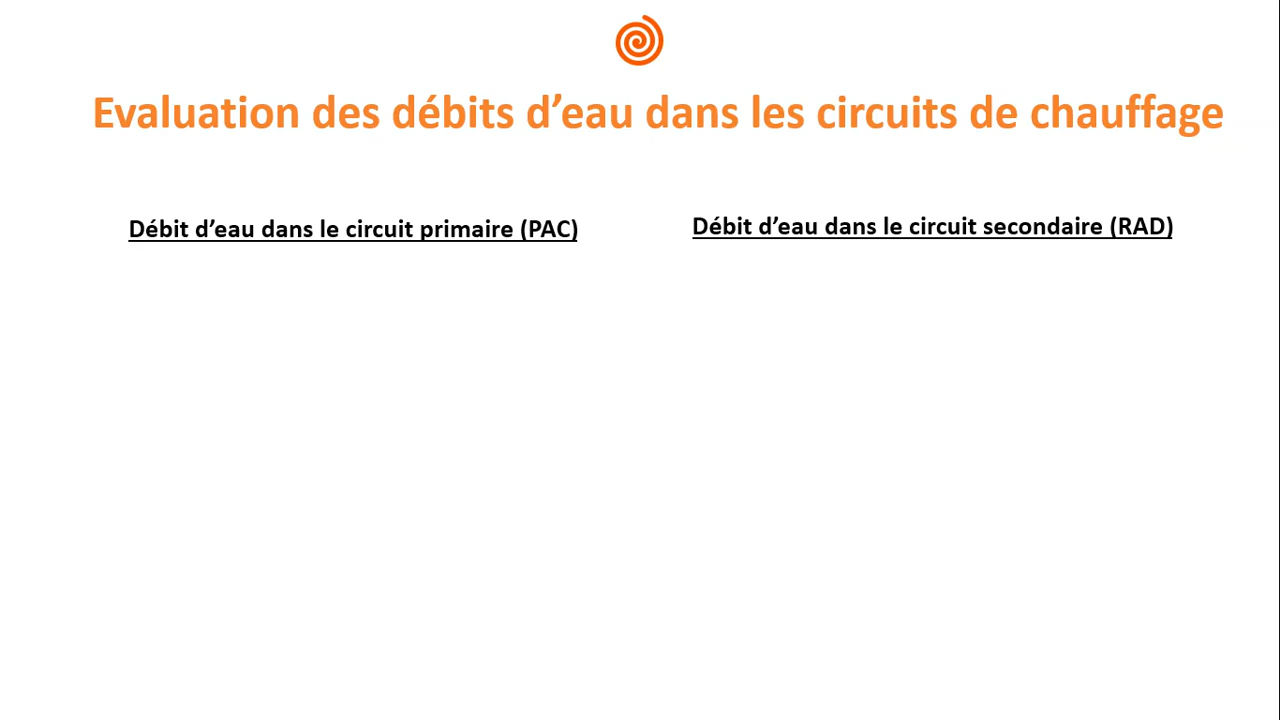 Evaluation des débits d’eau dans les circuits de chauffage
Débit d’eau dans le circuit primaire (PAC)
Débit d’eau dans le circuit secondaire (RAD)